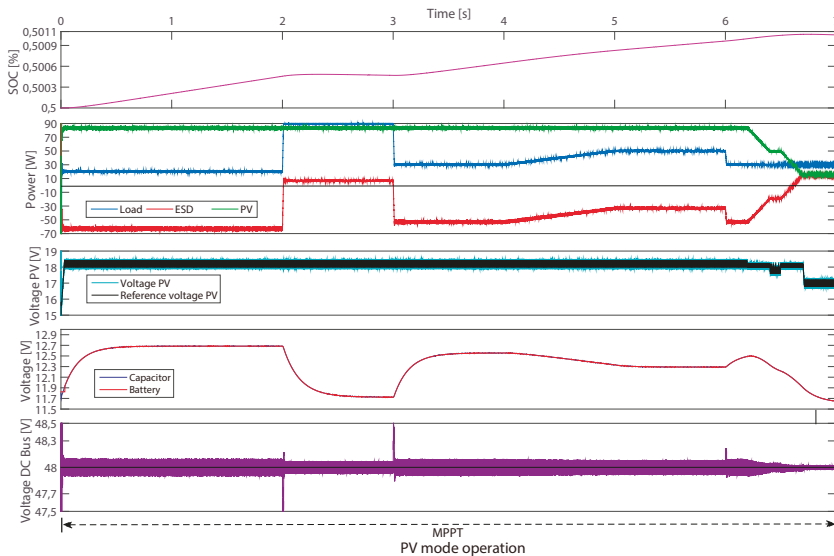 Time [s]
0 1 2 3 4 5 6
SOC [%]
0,5011
0,5009
0,5006
0,5003
0,5
Power [W]
90
70
50
30
10
-10
-30
-50
-70
Load ESD PV
Voltage PV [V]
19
18
17
16
15
Voltage PV
Reference voltage PV
Voltage [V]
12.9
12.7
12.5
12.3
12.1
11.9
11.7
11.5
Capacitor
Battery
Voltage DC Bus [V]
48,5
48,3
48
47,7
47,5
MPPT
PV mode operation